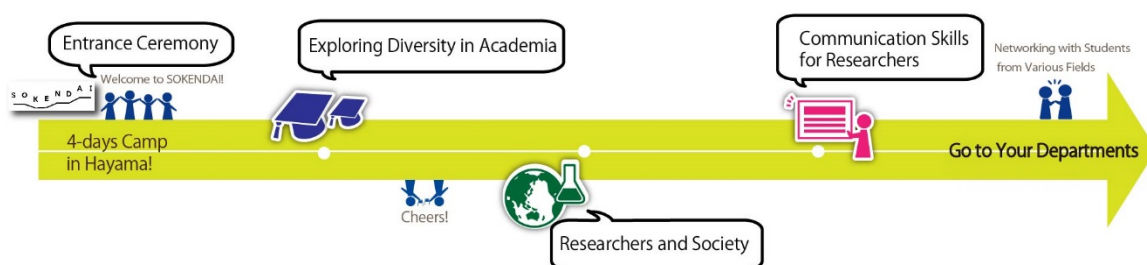 Entrance Ceremony
Welcome to SOKENDAI!
SOKENDAI
4-days Camp
in Hayama!
Exploring Diversity in Academia
Cheers!
Researchers and Society
Communication Skills
for Researchers
Networking with Students
from Various Fields
Go to Your Departments